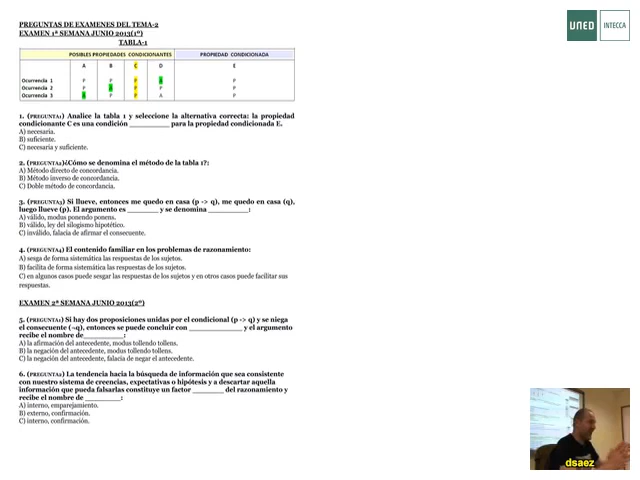 PREGUNTAS DE EXAMENES DEL TEMA-2
EXAMEN 1ª SEMANA JUNIO 2013(1º)
TABLA-1
POSIBLES PROPIEDADES CONDICIONANTES PROPIEDAD CONDICIONADA
A B C D E
Ocurrencia 1 P P P A P
Ocurrencia 2 P A P P P
Ocurrencia 3 A P P A P
1. (PREGUNTA1) Analice la tabla 1 y seleccione la alternativa correcta: la propiedad
condicionante C es una condición _________ para la propiedad condicionada E.
A) necesaria.
B) suficiente.
C) necesaria y suficiente.
2. (PREGUNTA2)¿Cómo se denomina el método de la tabla 1?:
A) Método directo de concordancia.
B) Método inverso de concordancia.
C) Doble método de concordancia.
3. (PREGUNTA3) Si llueve, entonces me quedo en casa (p -> q), me quedo en casa (q),
luego llueve (p). El argumento es _______ y se denomina _________:
A) válido, modus ponendo ponens.
B) válido, ley del silogismo hipotético.
C) inválido, falacia de afirmar el consecuente.
4. (PREGUNTA4) El contenido familiar en los problemas de razonamiento:
A) sesga de forma sistemática las respuestas de los sujetos.
B) facilita de forma sistemática las respuestas de los sujetos.
C) en algunos casos puede sesgar las respuestas de los sujetos y en otros casos puede facilitar sus
respuestas.
EXAMEN 2ª SEMANA JUNIO 2013(2º)
5. (PREGUNTA1) Si hay dos proposiciones unidas por el condicional (p -> q) y se niega
el consecuente (¬q), entonces se puede concluir con ____________ y el argumento
recibe el nombre de_________:
A) la afirmación del antecedente, modus tollendo tollens.
B) la negación del antecedente, modus tollendo tollens.
C) la negación del antecedente, falacia de negar el antecedente.
6. (PREGUNTA2) La tendencia hacia la búsqueda de información que sea consistente
con nuestro sistema de creencias, expectativas o hipótesis y a descartar aquella
información que pueda falsarlas constituye un factor _______ del razonamiento y
recibe el nombre de ________:
A) interno, emparejamiento.
B) externo, confirmación.
C) interno, confirmación.
UNED INTECCA
dsaez